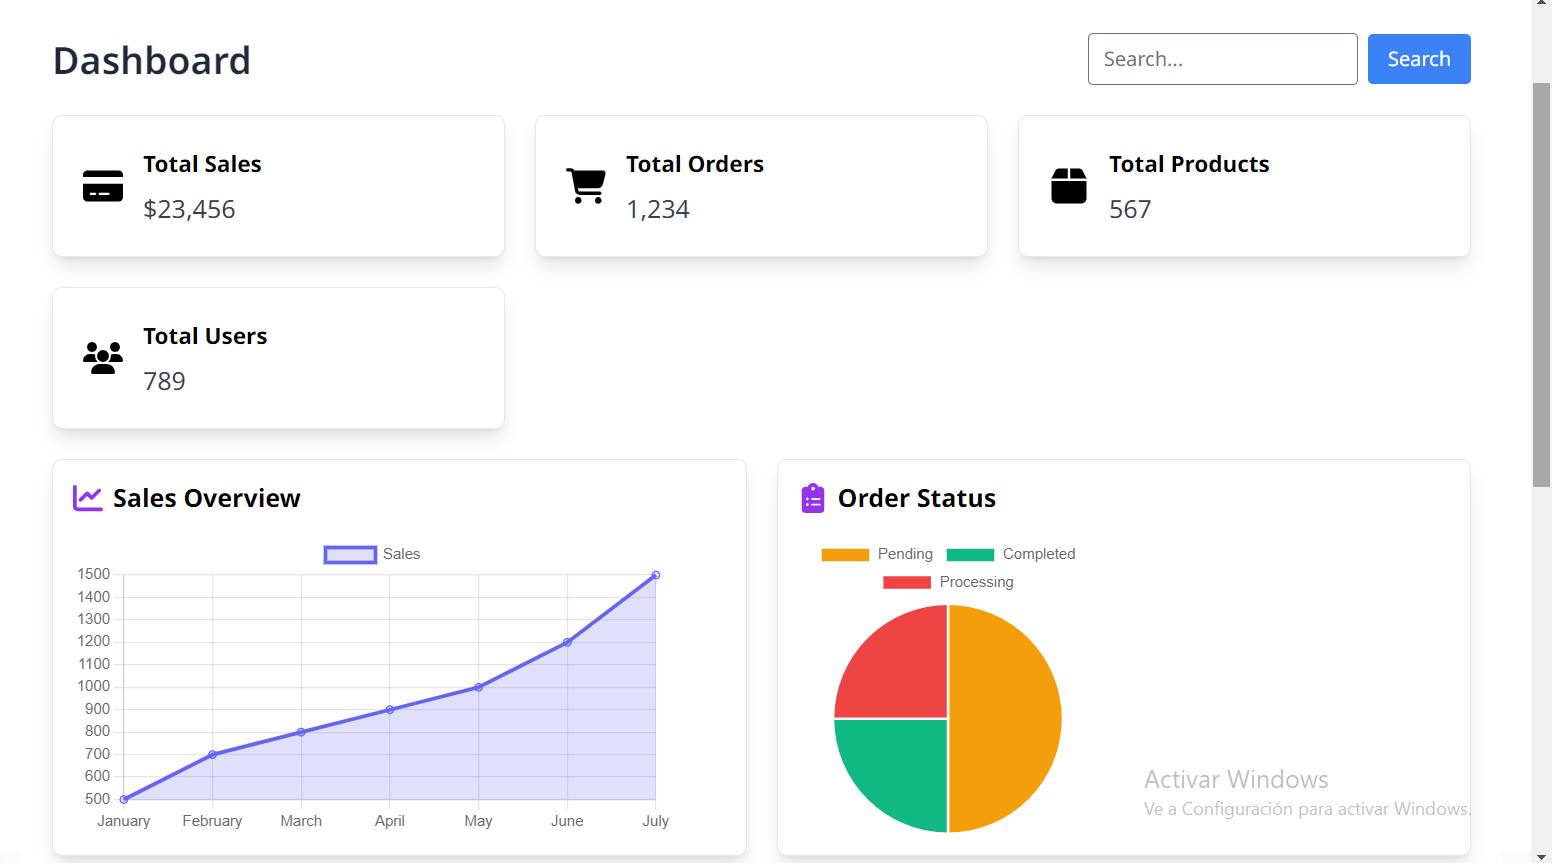 Dashboard
Search...
Search
Total Sales
$23,456
Total Orders
1,234
Total Products
567
Total Users
789
Sales Overview
Sales
1500
1400
1300
1200
1100
1000
900
800
700
600
500
January February March April May June July
Order Status
Pending Completed
Processing
Activar Windows
Ve a Configuración para activar Windows.